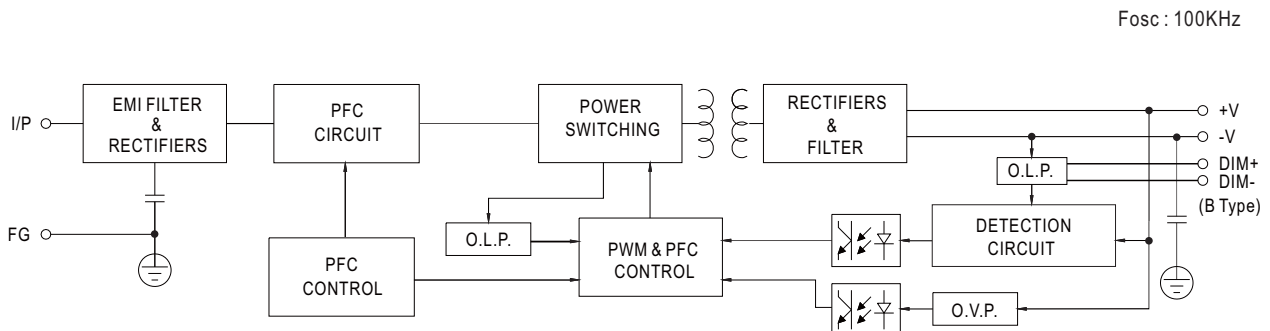 Fosc : 100KHz
I/P
EMI FILTER
&
RECTIFIERS
PFC
CIRCUIT
POWER
SWITCHING
RECTIFIERS
&
FILTER
+V
-V
O.L.P.
DIM+
DIM-
(B Type)
FG
O.L.P.
PFC
CONTROL
PWM & PFC
CONTROL
DETECTION
CIRCUIT
O.V.P.